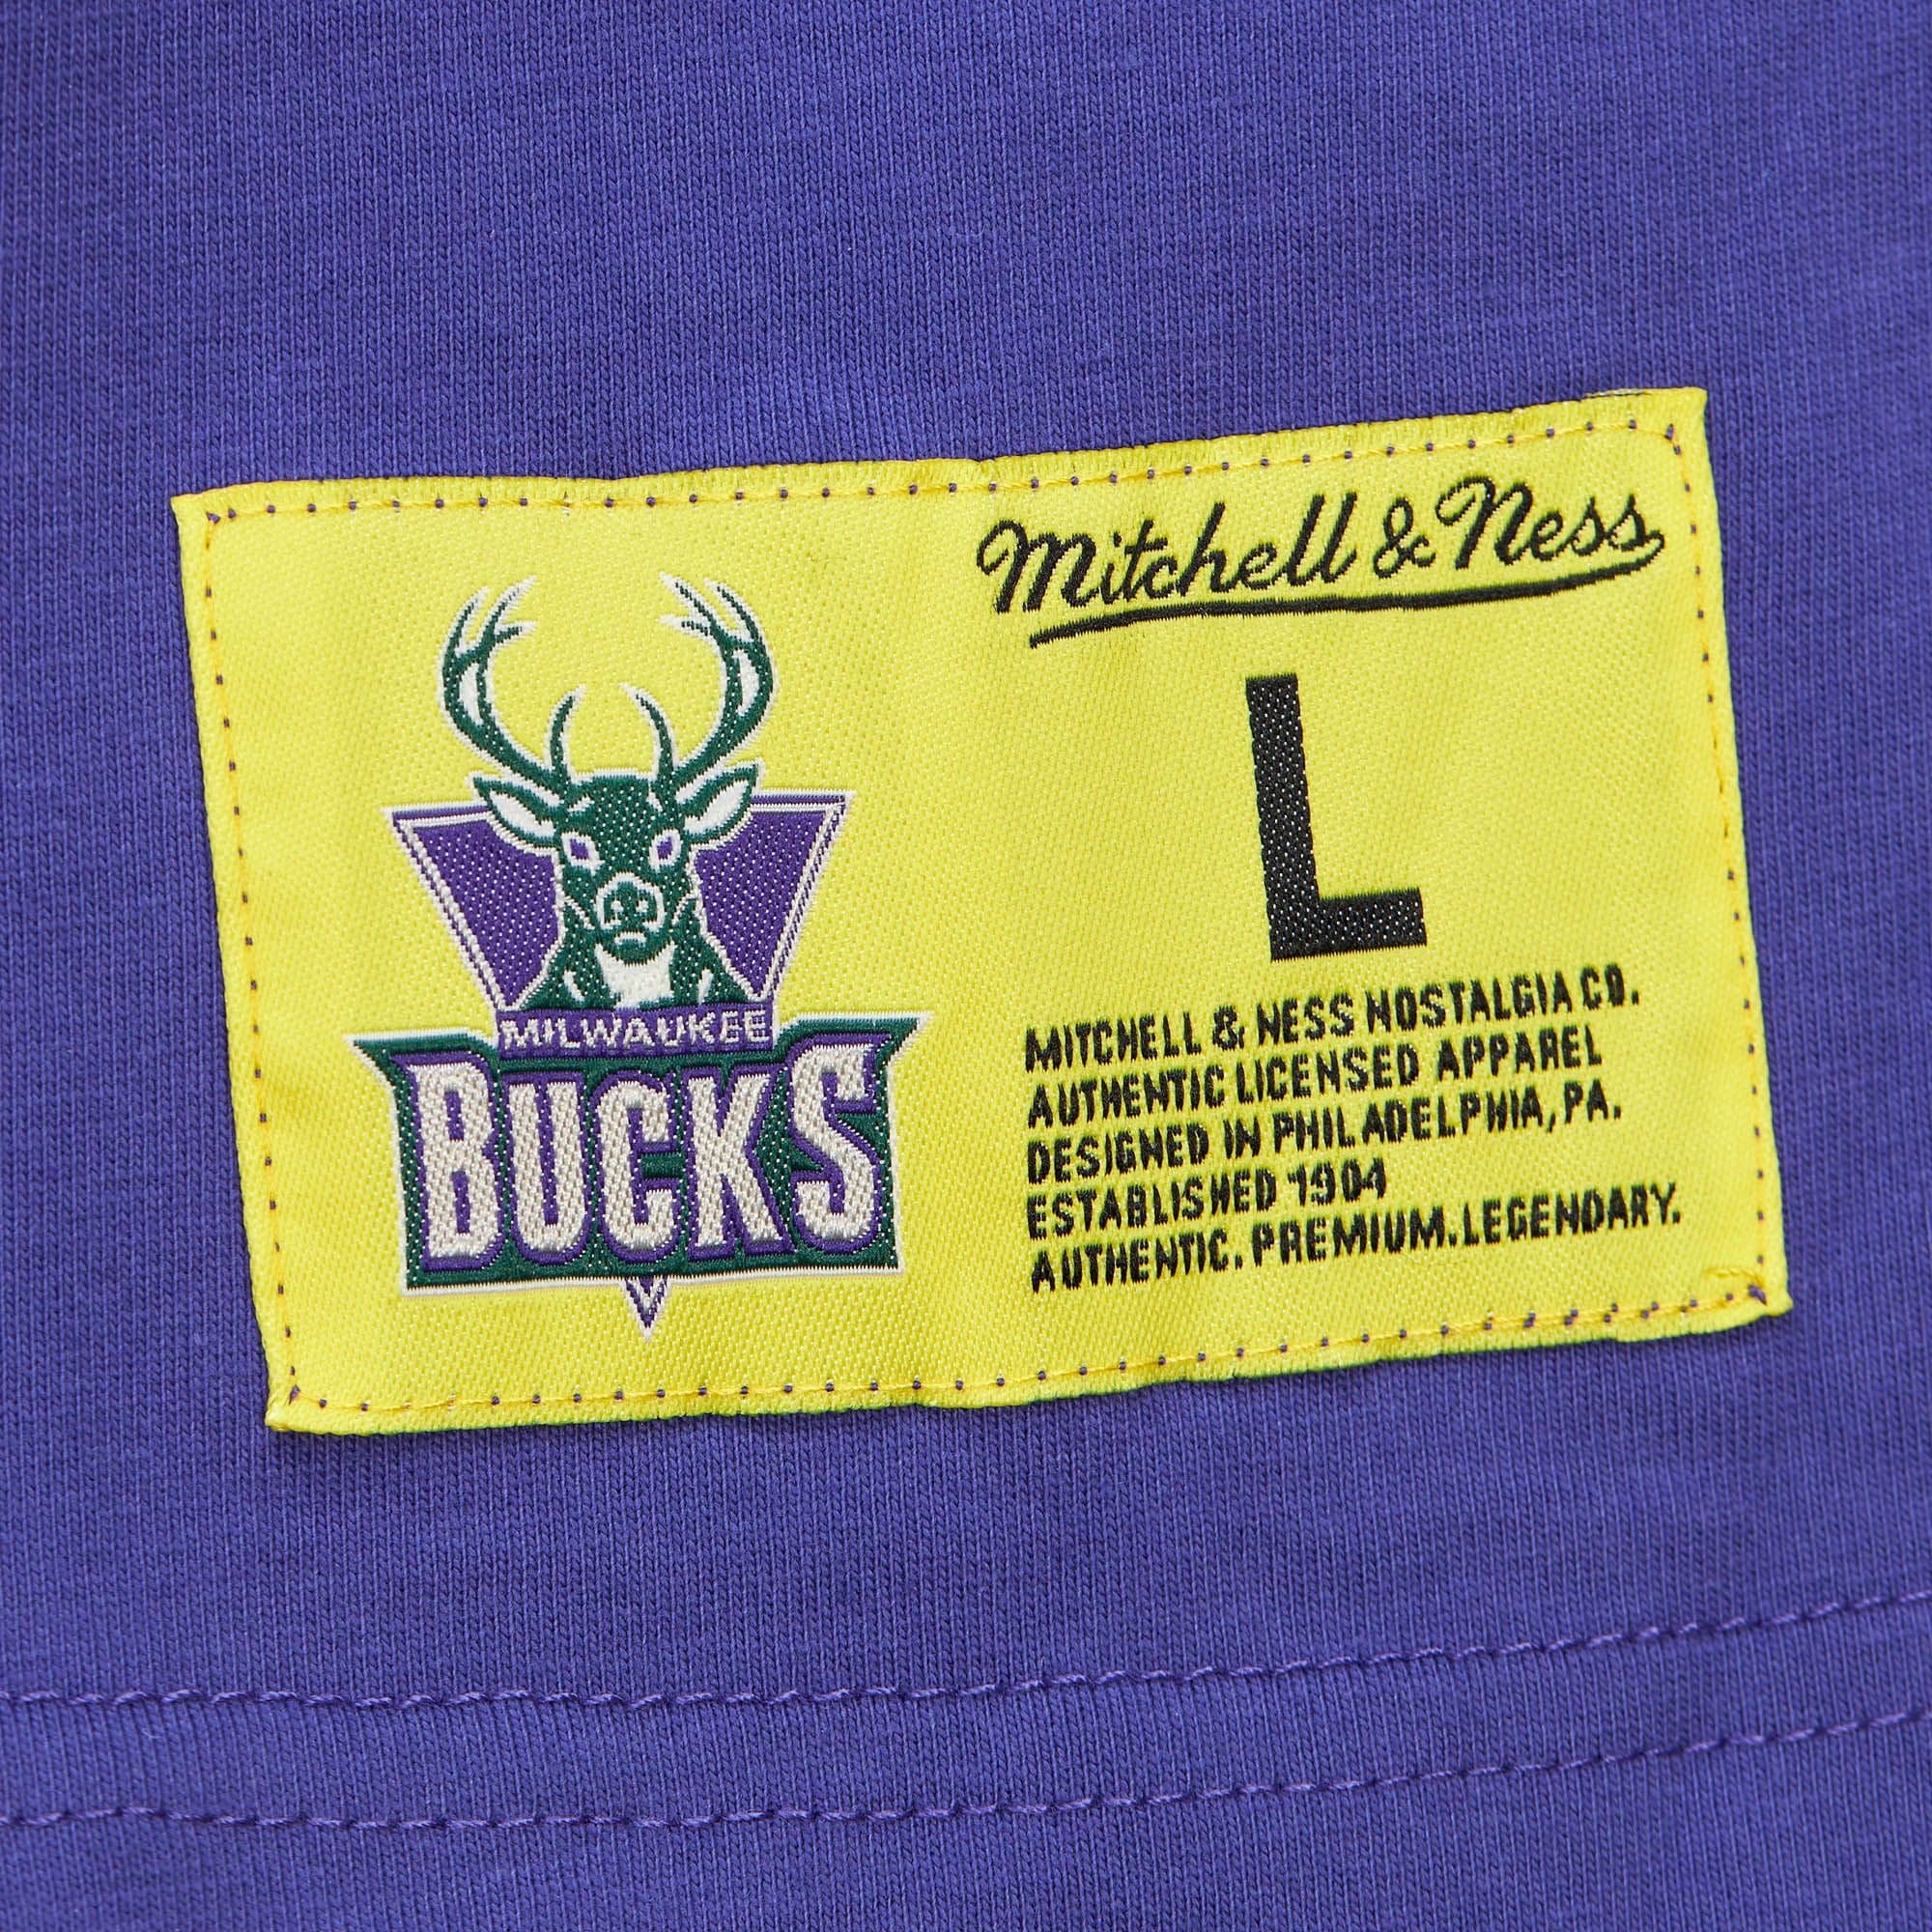 Mitchell & Ness
L
MILWAUKEE
BUCKS
MITCHELL & NESS NOSTALGIA CO.
AUTHENTIC LICENSED APPAREL
DESIGNED IN PHILADELPHIA, PA.
ESTABLISHED 1904
AUTHENTIC. PREMIUM. LEGENDARY.